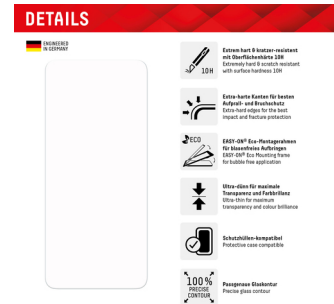 DETAILS
ENGINEERED
IN GERMANY
10H
Extrem hart & kratzer-resistent
mit Oberflächenhärte 10H
Extremely hard & scratch resistant
with surface hardness 10H
Extra-harte Kanten für besten
Aufprall- und Bruchschutz
Extra-hard edges for the best
impact and fracture protection
ECO
EASY-ON® Eco-Montagerahmen
für blasenfreies Aufbringen
EASY-ON® Eco Mounting frame
for bubble free application
Ultra-dünn für maximale
Transparenz und Farbbrillanz
Ultra-thin for maximum
transparency and colour brilliance
Schutzhüllen-kompatibel
Protective case compatible
100 %
PRECISE
CONTOUR
Passgenaue Glaskontur
Precise glass contour